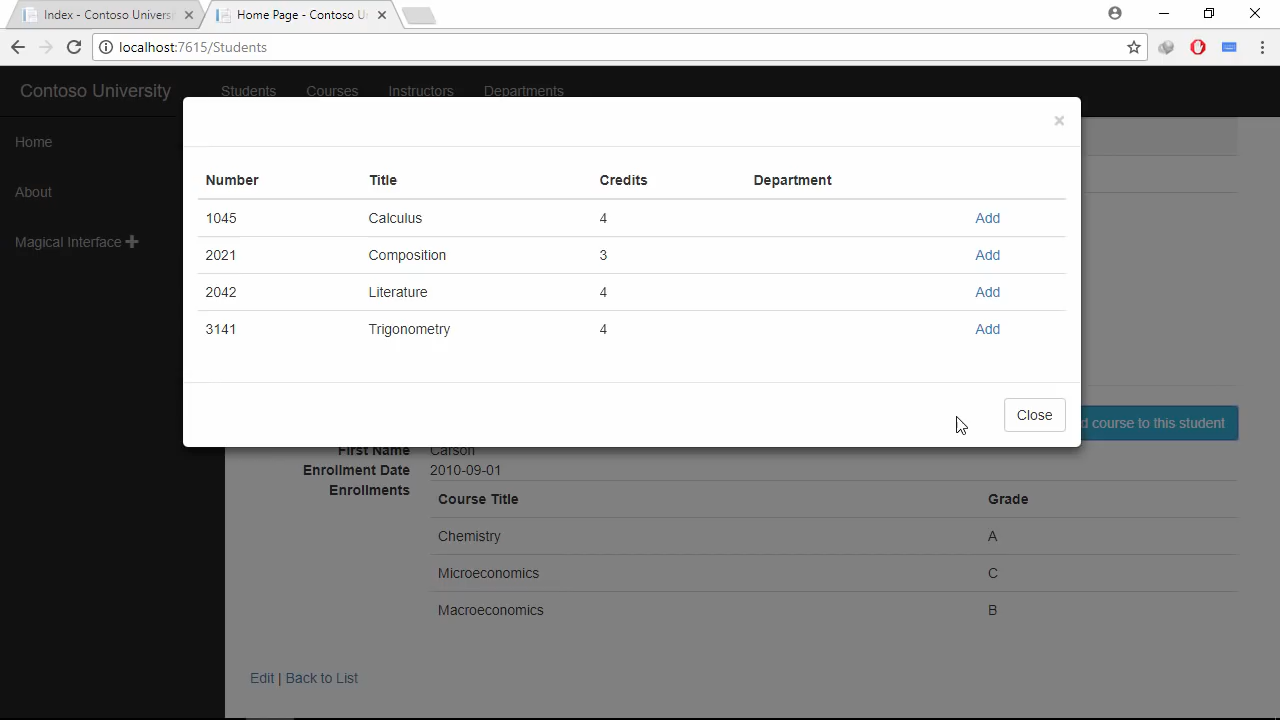 Index - Contoso Univers
Home Page - Contoso U
localhost:7615/Students
Contoso University Students Courses Instructors Departments
Home
About
Magical Interface
×
Number Title Credits Department
1045 Calculus 4 Add
2021 Composition 3 Add
2042 Literature 4 Add
3141 Trigonometry 4 Add
Close
d course to this student
First Name Carson
Enrollment Date 2010-09-01
Enrollments
Course Title Grade
Chemistry A
Microeconomics C
Macroeconomics B
Edit | Back to List